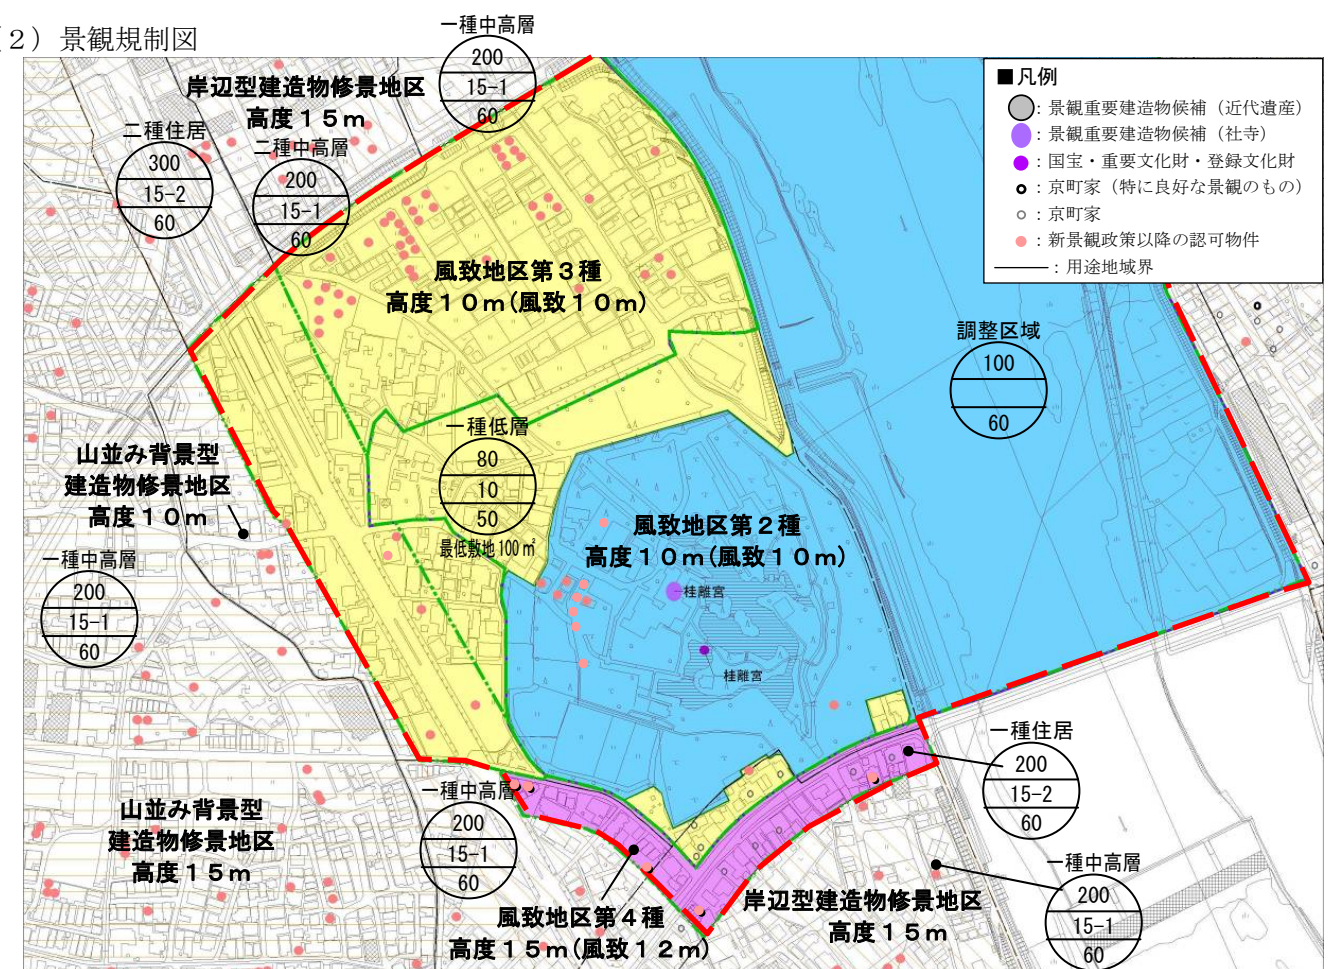 (２) 景観規制図
一種中高層
200
15-1
60
岸辺型建造物修景地区
高度１５ｍ
二種住居
300
15-2
60
二種中高層
200
15-1
60
■凡例
：景観重要建造物候補（近代遺産）
：景観重要建造物候補（社寺）
：国宝・重要文化財・登録文化財
：京町家（特に良好な景観のもの）
：京町家
：新景観政策以降の認可物件
：用途地域界
風致地区第３種
高度１０ｍ(風致１０ｍ)
調整区域
100
60
一種低層
80
10
50
最低敷地100㎡
山並み背景型
建造物修景地区
高度１０ｍ
風致地区第２種
高度１０ｍ(風致１０ｍ)
一種中高層
200
15-1
60
桂離宮
桂離宮
一種住居
200
15-2
60
山並み背景型
建造物修景地区
高度１５ｍ
一種中高層
200
15-1
60
一種中高層
200
15-1
60
岸辺型建造物修景地区
高度１５ｍ
風致地区第４種
高度１５ｍ(風致１２ｍ)